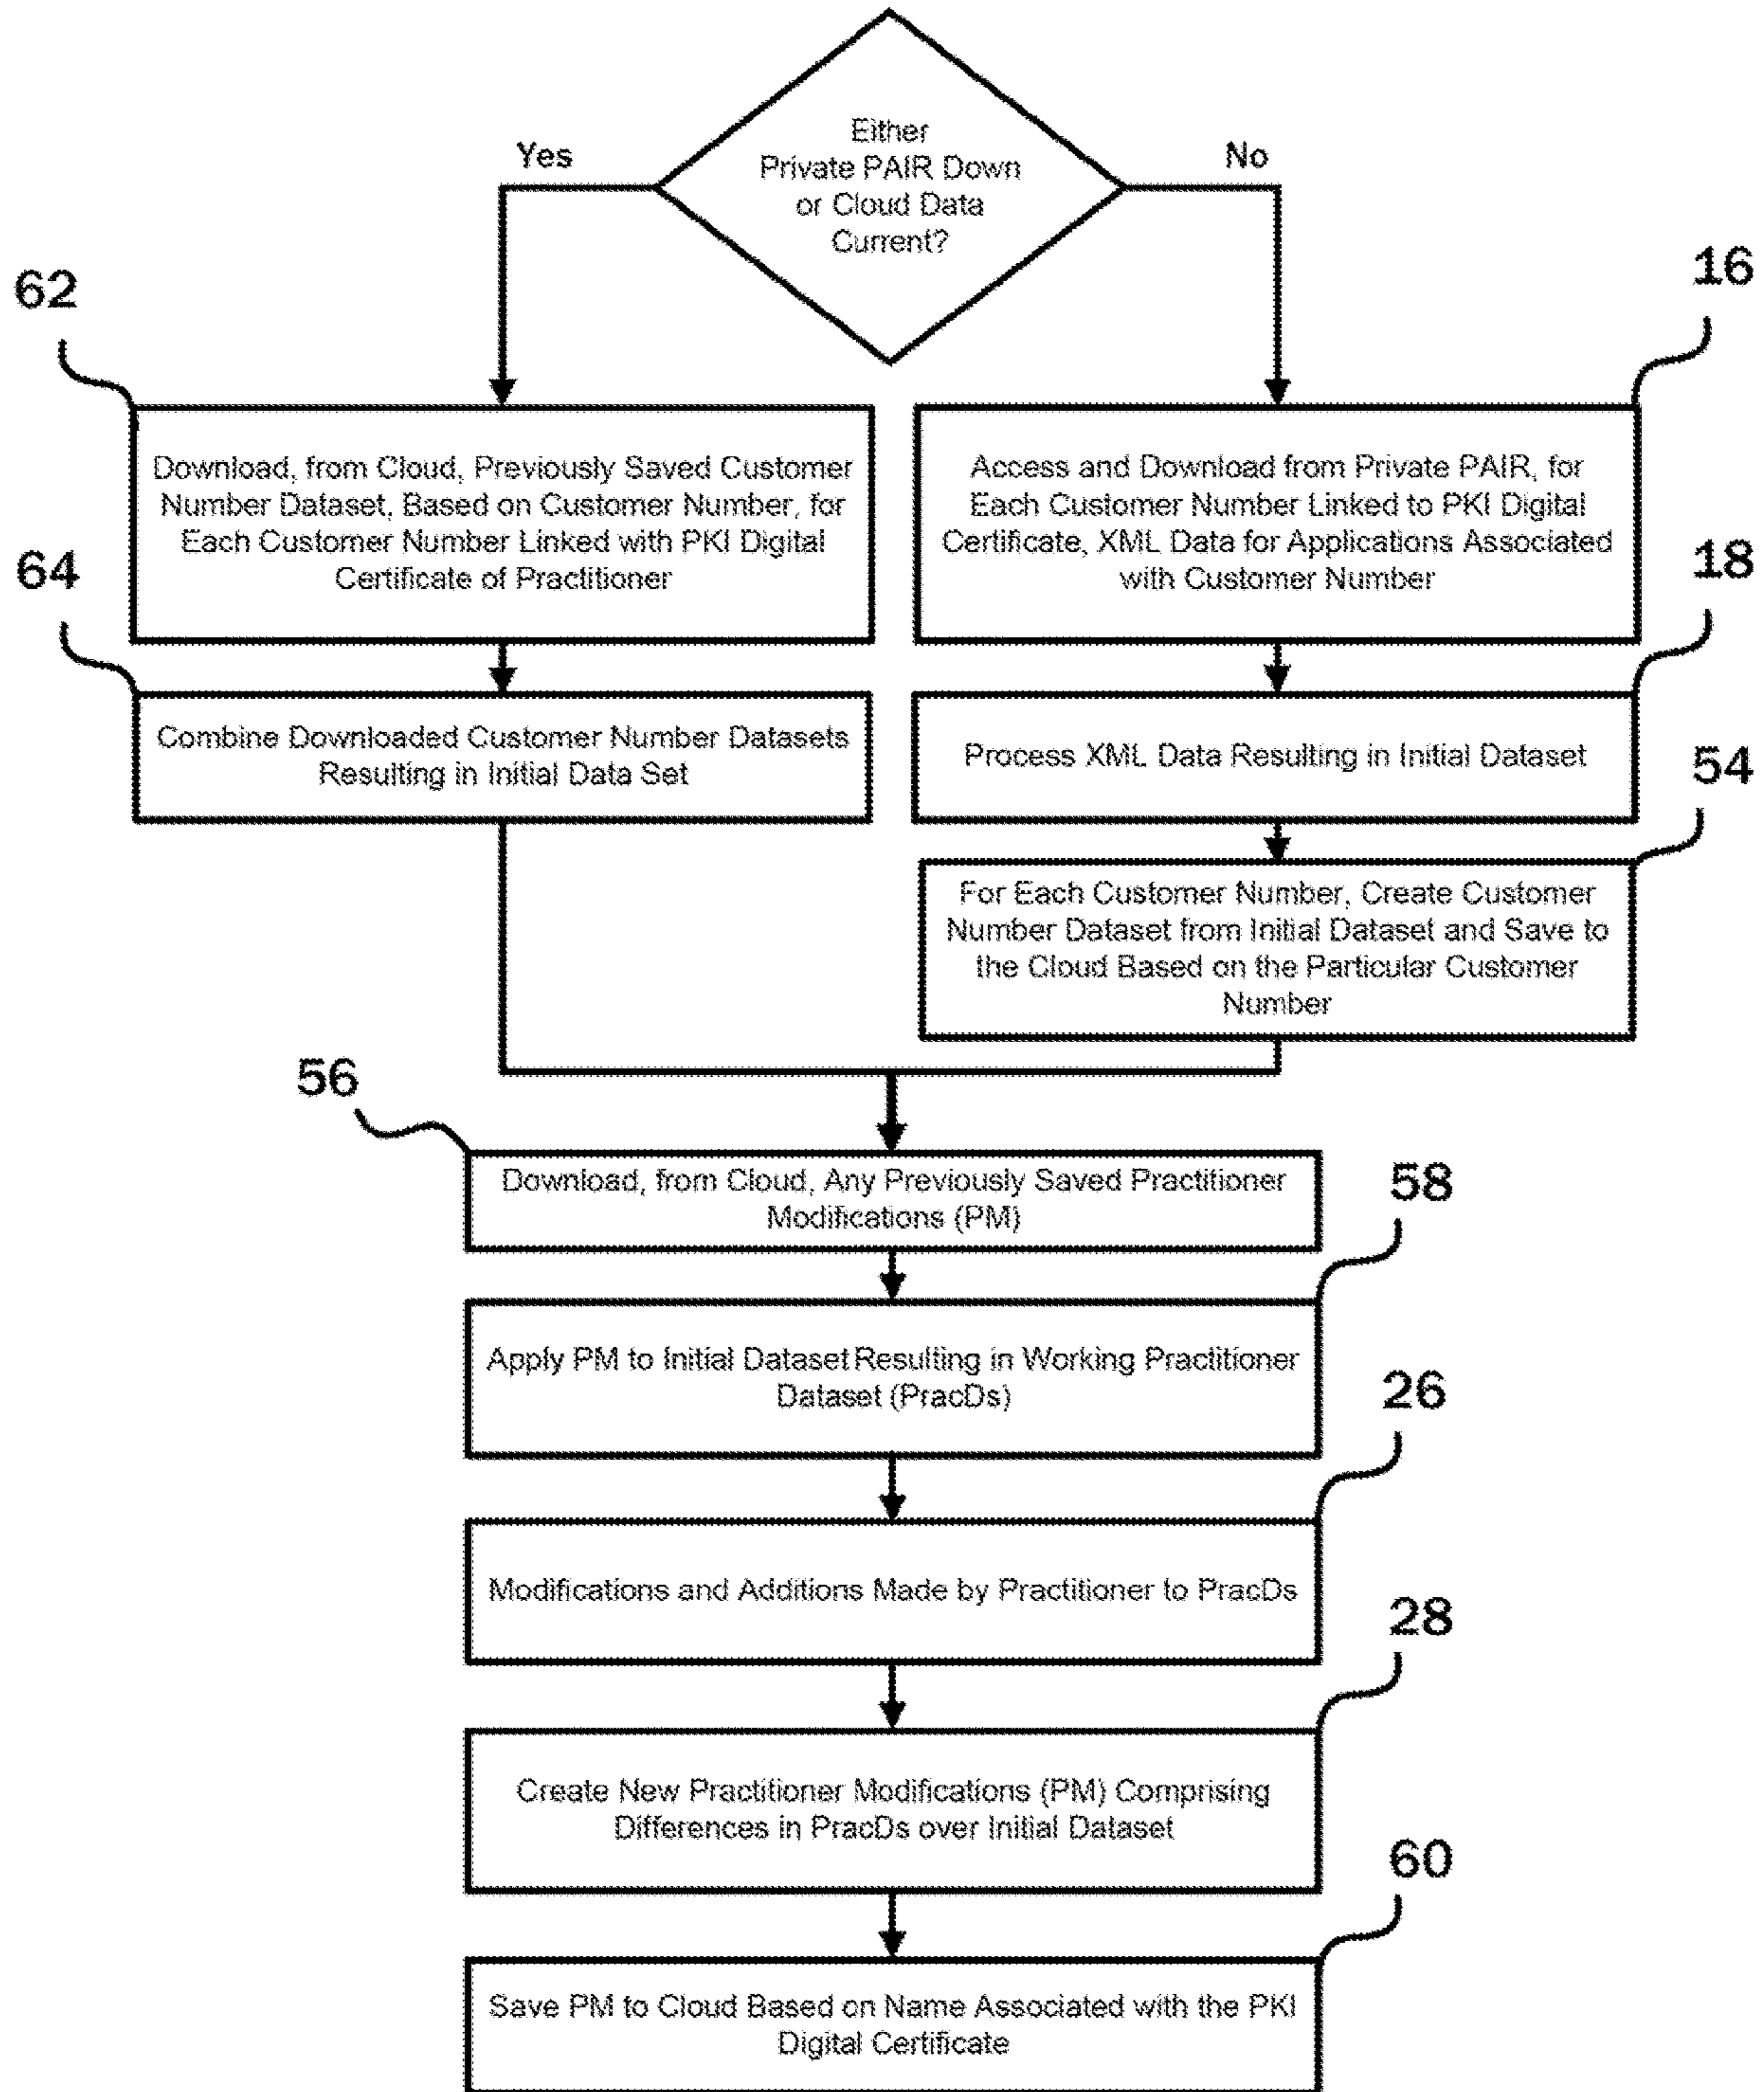 Either
Private PAIR Down
or Cloud Data
Current?
Yes
No
62
16
Download, from Cloud, Previously Saved Customer
Number Dataset, Based on Customer Number, for
Each Customer Number Linked with PKI Digital
Certificate of Practitioner
Access and Download from Private PAIR, for
Each Customer Number Linked to PKI Digital
Certificate, XML Data for Applications Associated
with Customer Number
64
18
Combine Downloaded Customer Number Datasets
Resulting in Initial Data Set
Process XML Data Resulting in Initial Dataset
54
For Each Customer Number, Create Customer
Number Dataset from Initial Dataset and Save to
the Cloud Based on the Particular Customer
Number
56
Download, from Cloud, Any Previously Saved Practitioner
Modifications (PM)
58
Apply PM to Initial Dataset Resulting in Working Practitioner
Dataset (PracDs)
26
Modifications and Additions Made by Practitioner to PracDs
28
Create New Practitioner Modifications (PM) Comprising
Differences in PracDs over Initial Dataset
60
Save PM to Cloud Based on Name Associated with the PKI
Digital Certificate